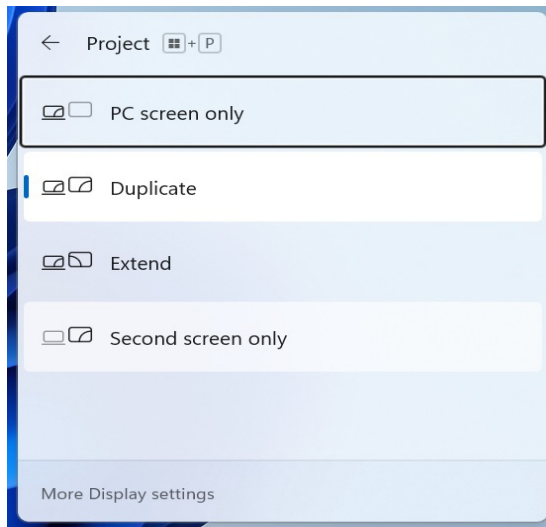 Project + P
PC screen only
Duplicate
Extend
Second screen only
More Display settings